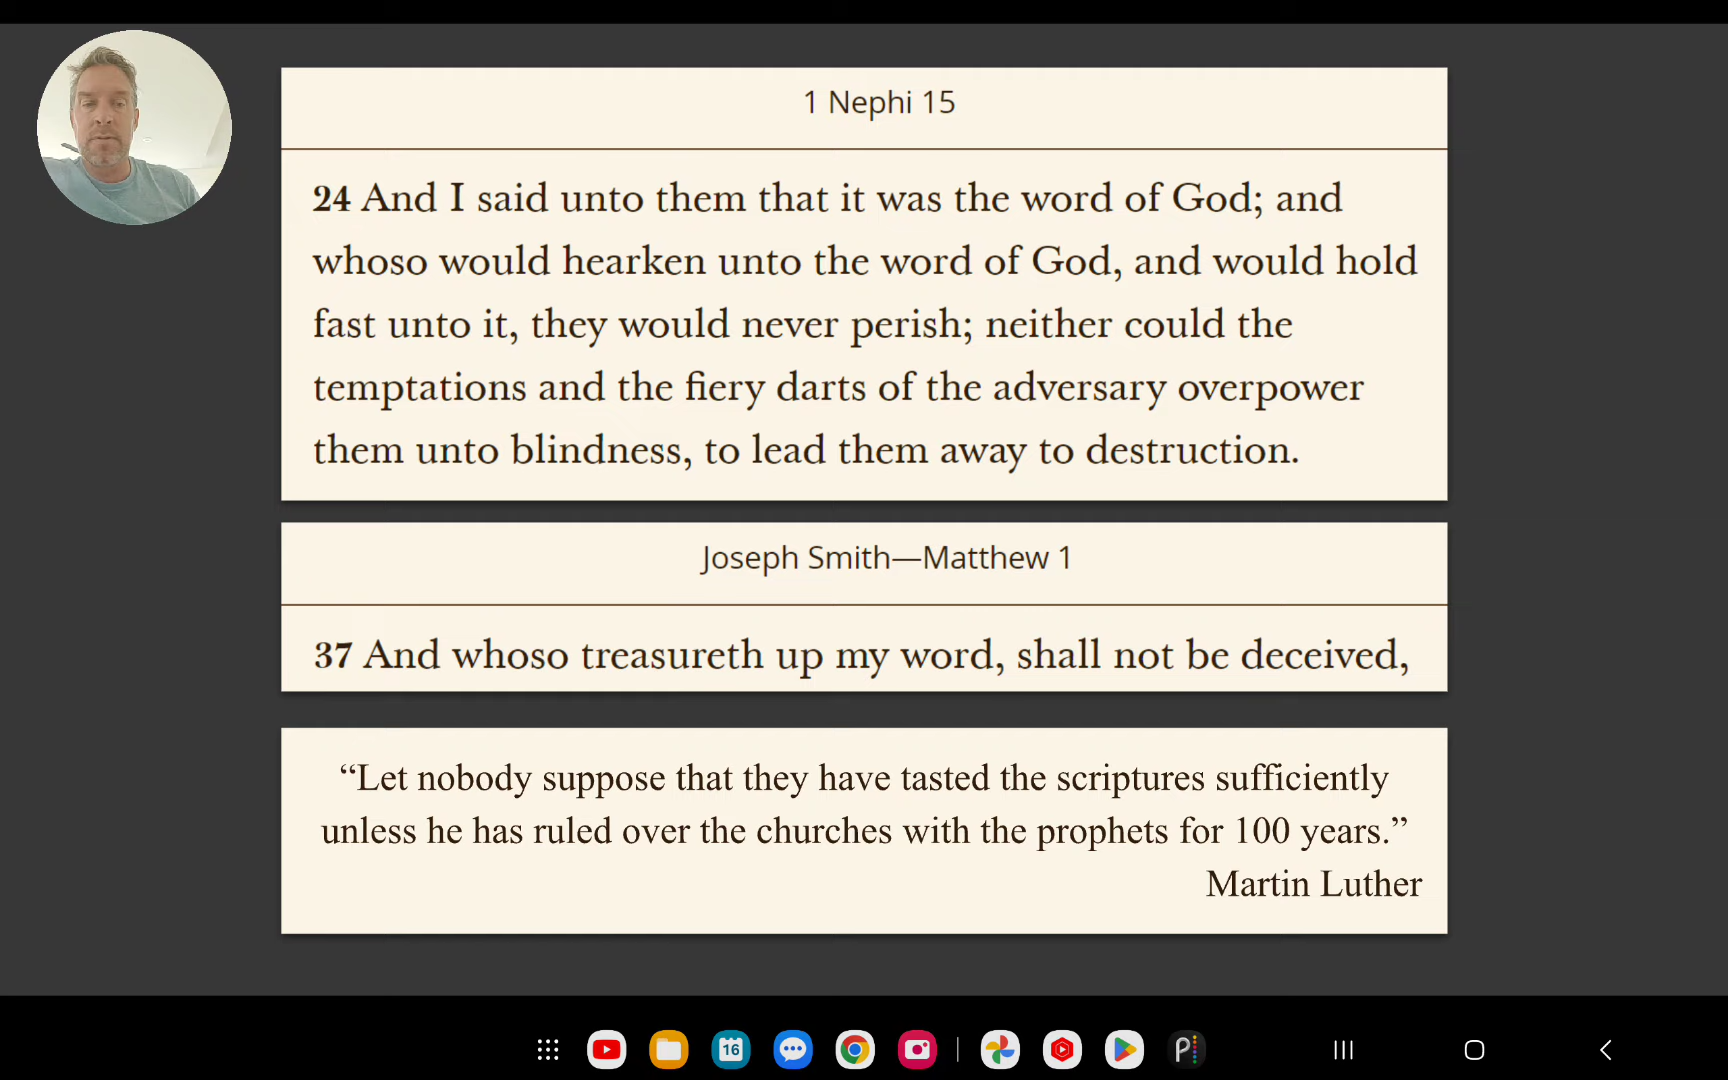 1 Nephi 15
24 And I said unto them that it was the word of God; and
whoso would hearken unto the word of God, and would hold
fast unto it, they would never perish; neither could the
temptations and the fiery darts of the adversary overpower
them unto blindness, to lead them away to destruction.
Joseph Smith—Matthew 1
37 And whoso treasureth up my word, shall not be deceived,
“Let nobody suppose that they have tasted the scriptures sufficiently
unless he has ruled over the churches with the prophets for 100 years.”
Martin Luther
16